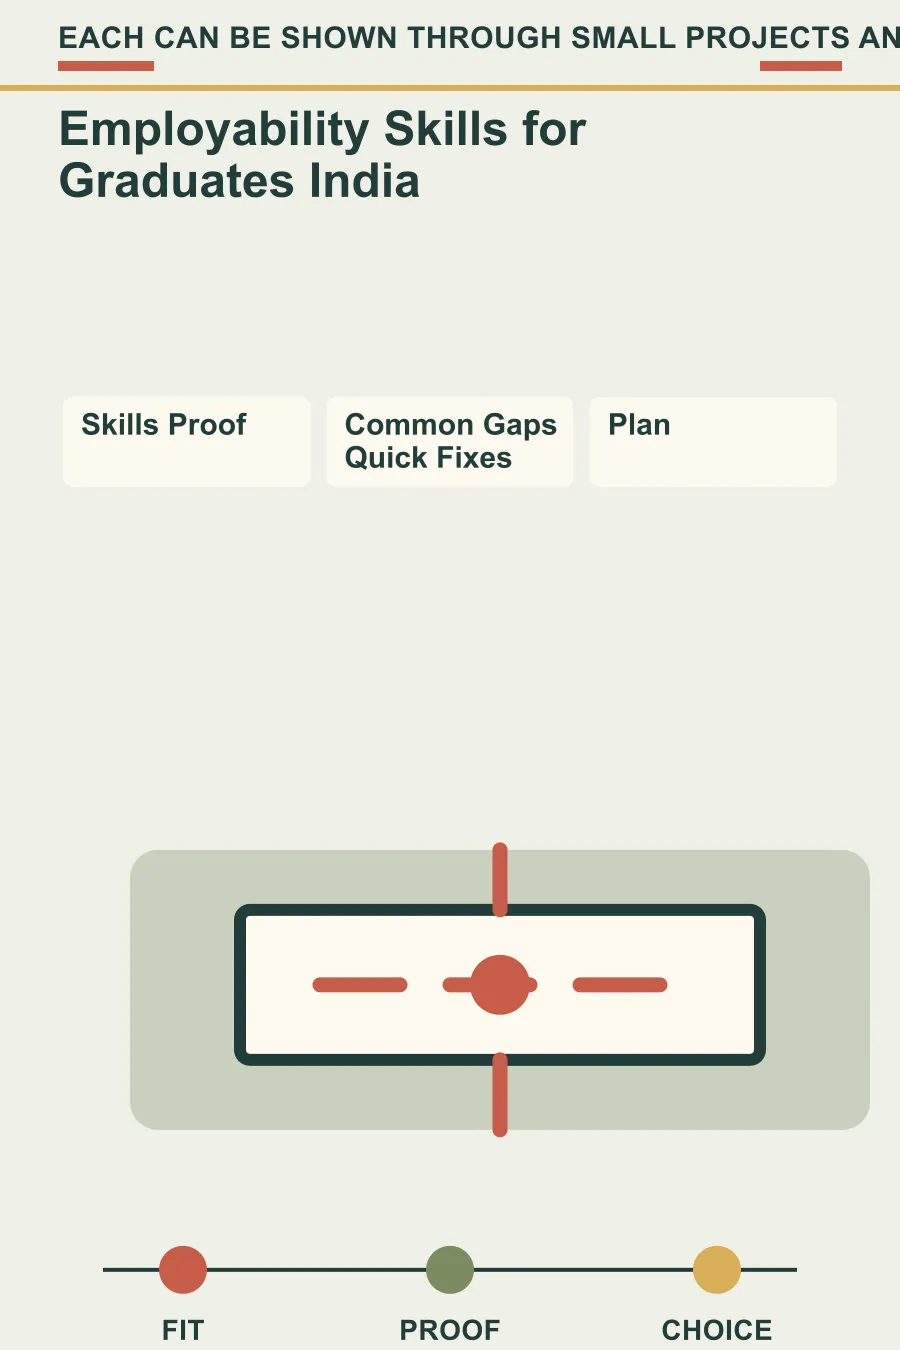 EACH CAN BE SHOWN THROUGH SMALL PROJECTS AN
Employability Skills for
Graduates India
Skills Proof
Common Gaps
Quick Fixes
Plan
FIT
PROOF
CHOICE